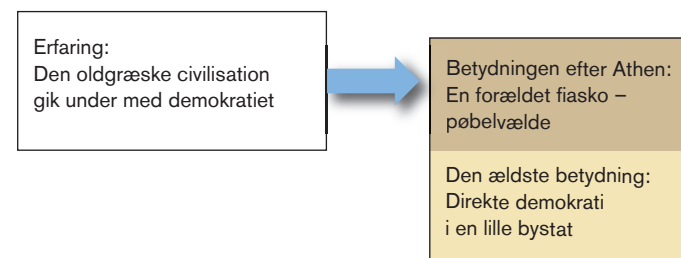 Erfaring:
Den oldgræske civilisation
gik under med demokratiet
Betydningen efter Athen:
En forældet fiasko –
pøbelvælde
Den ældste betydning:
Direkte demokrati
i en lille bystat